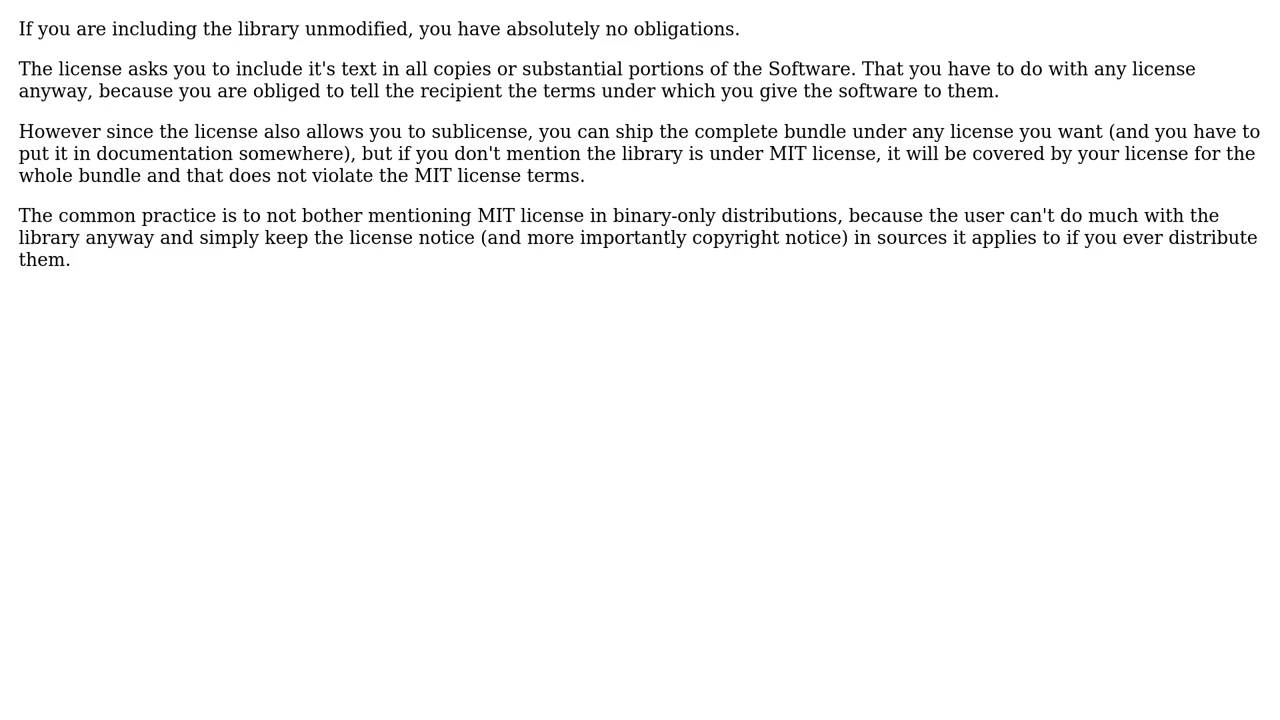 If you are including the library unmodified, you have absolutely no obligations.
The license asks you to include it's text in all copies or substantial portions of the Software. That you have to do with any license
anyway, because you are obliged to tell the recipient the terms under which you give the software to them.
However since the license also allows you to sublicense, you can ship the complete bundle under any license you want (and you have to
put it in documentation somewhere), but if you don't mention the library is under MIT license, it will be covered by your license for the
whole bundle and that does not violate the MIT license terms.
The common practice is to not bother mentioning MIT license in binary-only distributions, because the user can't do much with the
library anyway and simply keep the license notice (and more importantly copyright notice) in sources it applies to if you ever distribute
them.